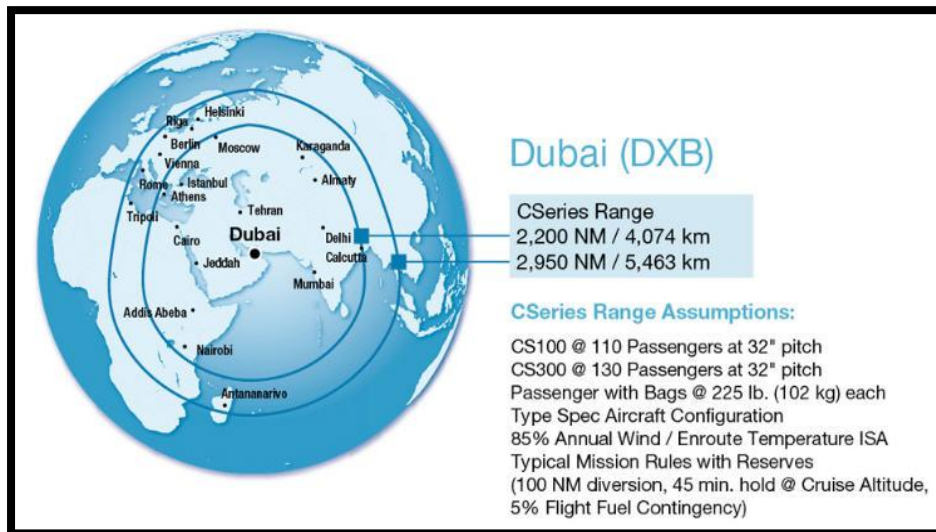 Helsinki
Riga
Berlin
Moscow
Karaganda
Vienna
Rome
Istanbul
Almaty
Athens
Tripoli
Tehran
Cairo
Dubai
Delhi
Jeddah
Calcutta
Mumbai
Addis Abeba
Nairobi
Antananarivo
Dubai (DXB)
CSeries Range
2,200 NM / 4,074 km
2,950 NM / 5,463 km
CSeries Range Assumptions:
CS100 @ 110 Passengers at 32" pitch
CS300 @ 130 Passengers at 32" pitch
Passenger with Bags @ 225 lb. (102 kg) each
Type Spec Aircraft Configuration
85% Annual Wind / Enroute Temperature ISA
Typical Mission Rules with Reserves
(100 NM diversion, 45 min. hold @ Cruise Altitude,
5% Flight Fuel Contingency)